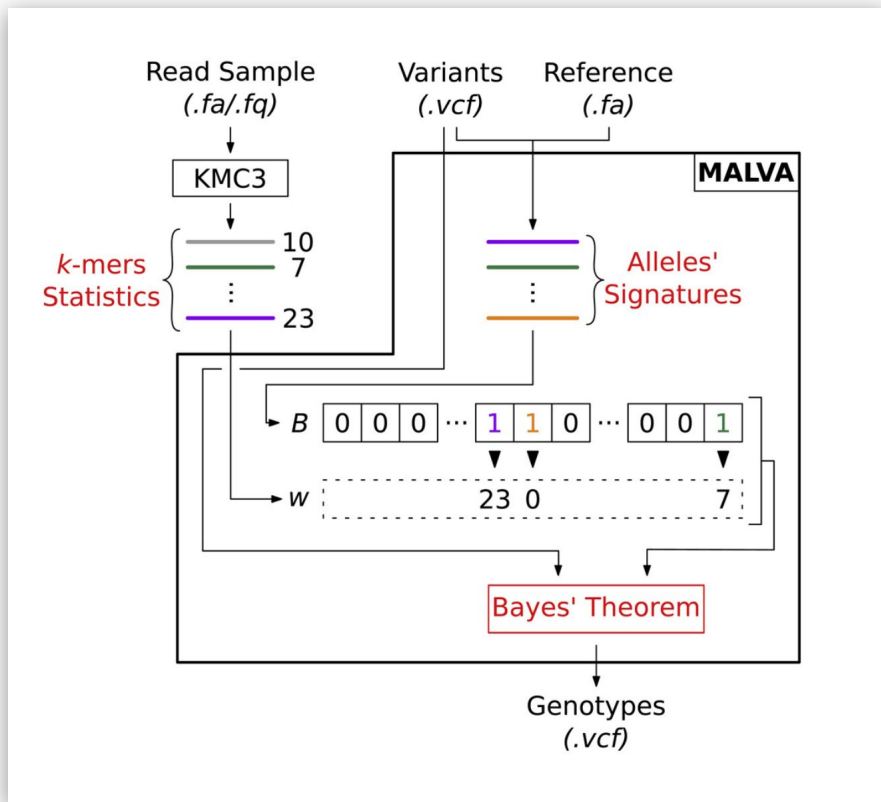 Read Sample
(.fa/.fq)
Variants
(.vcf)
Reference
(.fa)
KMC3
MALVA
k-mers
Statistics
10
7
⋮
23
Alleles'
Signatures
⋮
B 0 0 0 ··· 1 1 0 ··· 0 0 1
w 23 0 7
Bayes' Theorem
Genotypes
(.vcf)